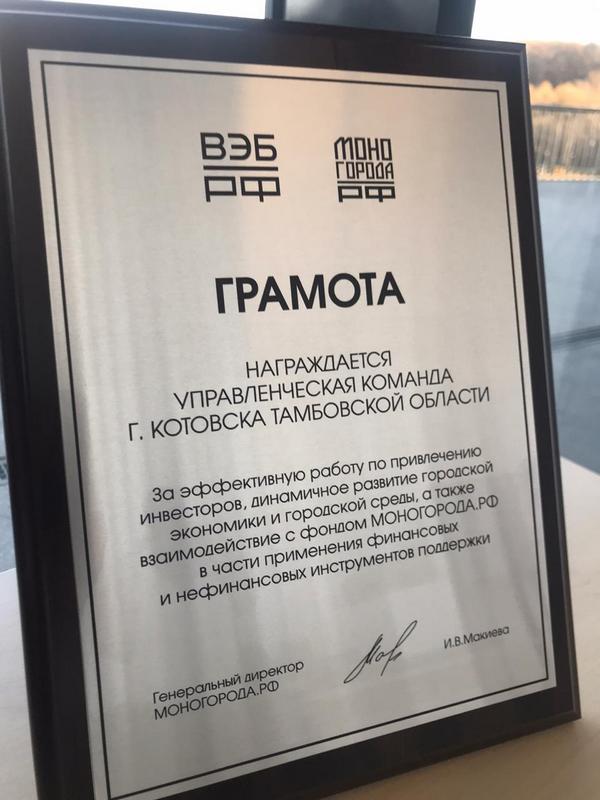 ВЭБ
РФ
МОНО
ГОРОДА
РФ
ГРАМОТА
НАГРАЖДАЕТСЯ
УПРАВЛЕНЧЕСКАЯ КОМАНДА
Г. КОТОВСКА ТАМБОВСКОЙ ОБЛАСТИ
За эффективную работу по привлечению
инвесторов, динамичное развитие городской
экономики и городской среды, а также
взаимодействие с фондом МОНОГОРОДА.РФ
в части применения финансовых
и нефинансовых инструментов поддержки
Генеральный директор
МОНОГОРОДА.РФ
И.В.Макиева